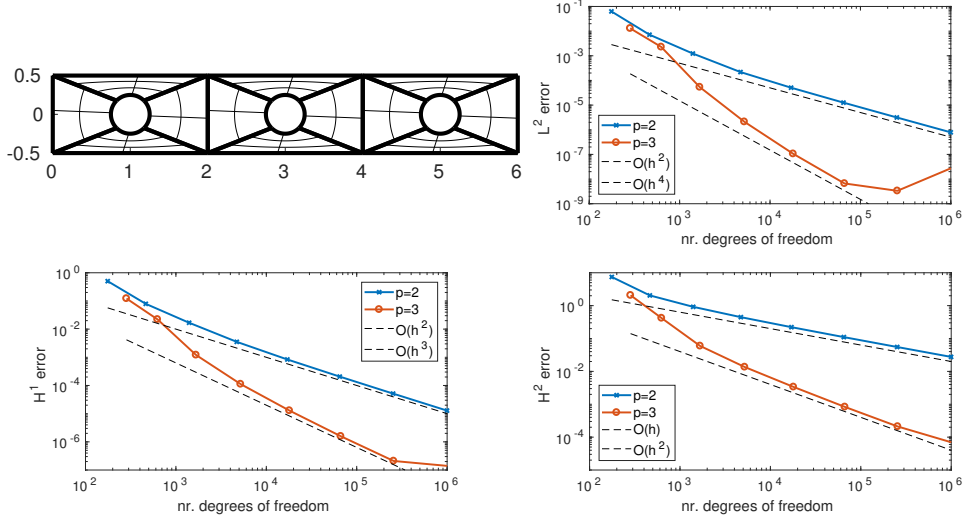 0.5
0
-0.5
0 1 2 3 4 5 6
10^-1
10^-3
10^-5
10^-7
10^-9
L^2 error
p=2
p=3
O(h^2)
O(h^4)
10^2 10^3 10^4 10^5 10^6
nr. degrees of freedom
10^0
10^-2
10^-4
10^-6
H^1 error
p=2
p=3
O(h^2)
O(h^3)
10^2 10^3 10^4 10^5 10^6
nr. degrees of freedom
10^0
10^-2
10^-4
H^2 error
p=2
p=3
O(h)
O(h^2)
10^2 10^3 10^4 10^5 10^6
nr. degrees of freedom